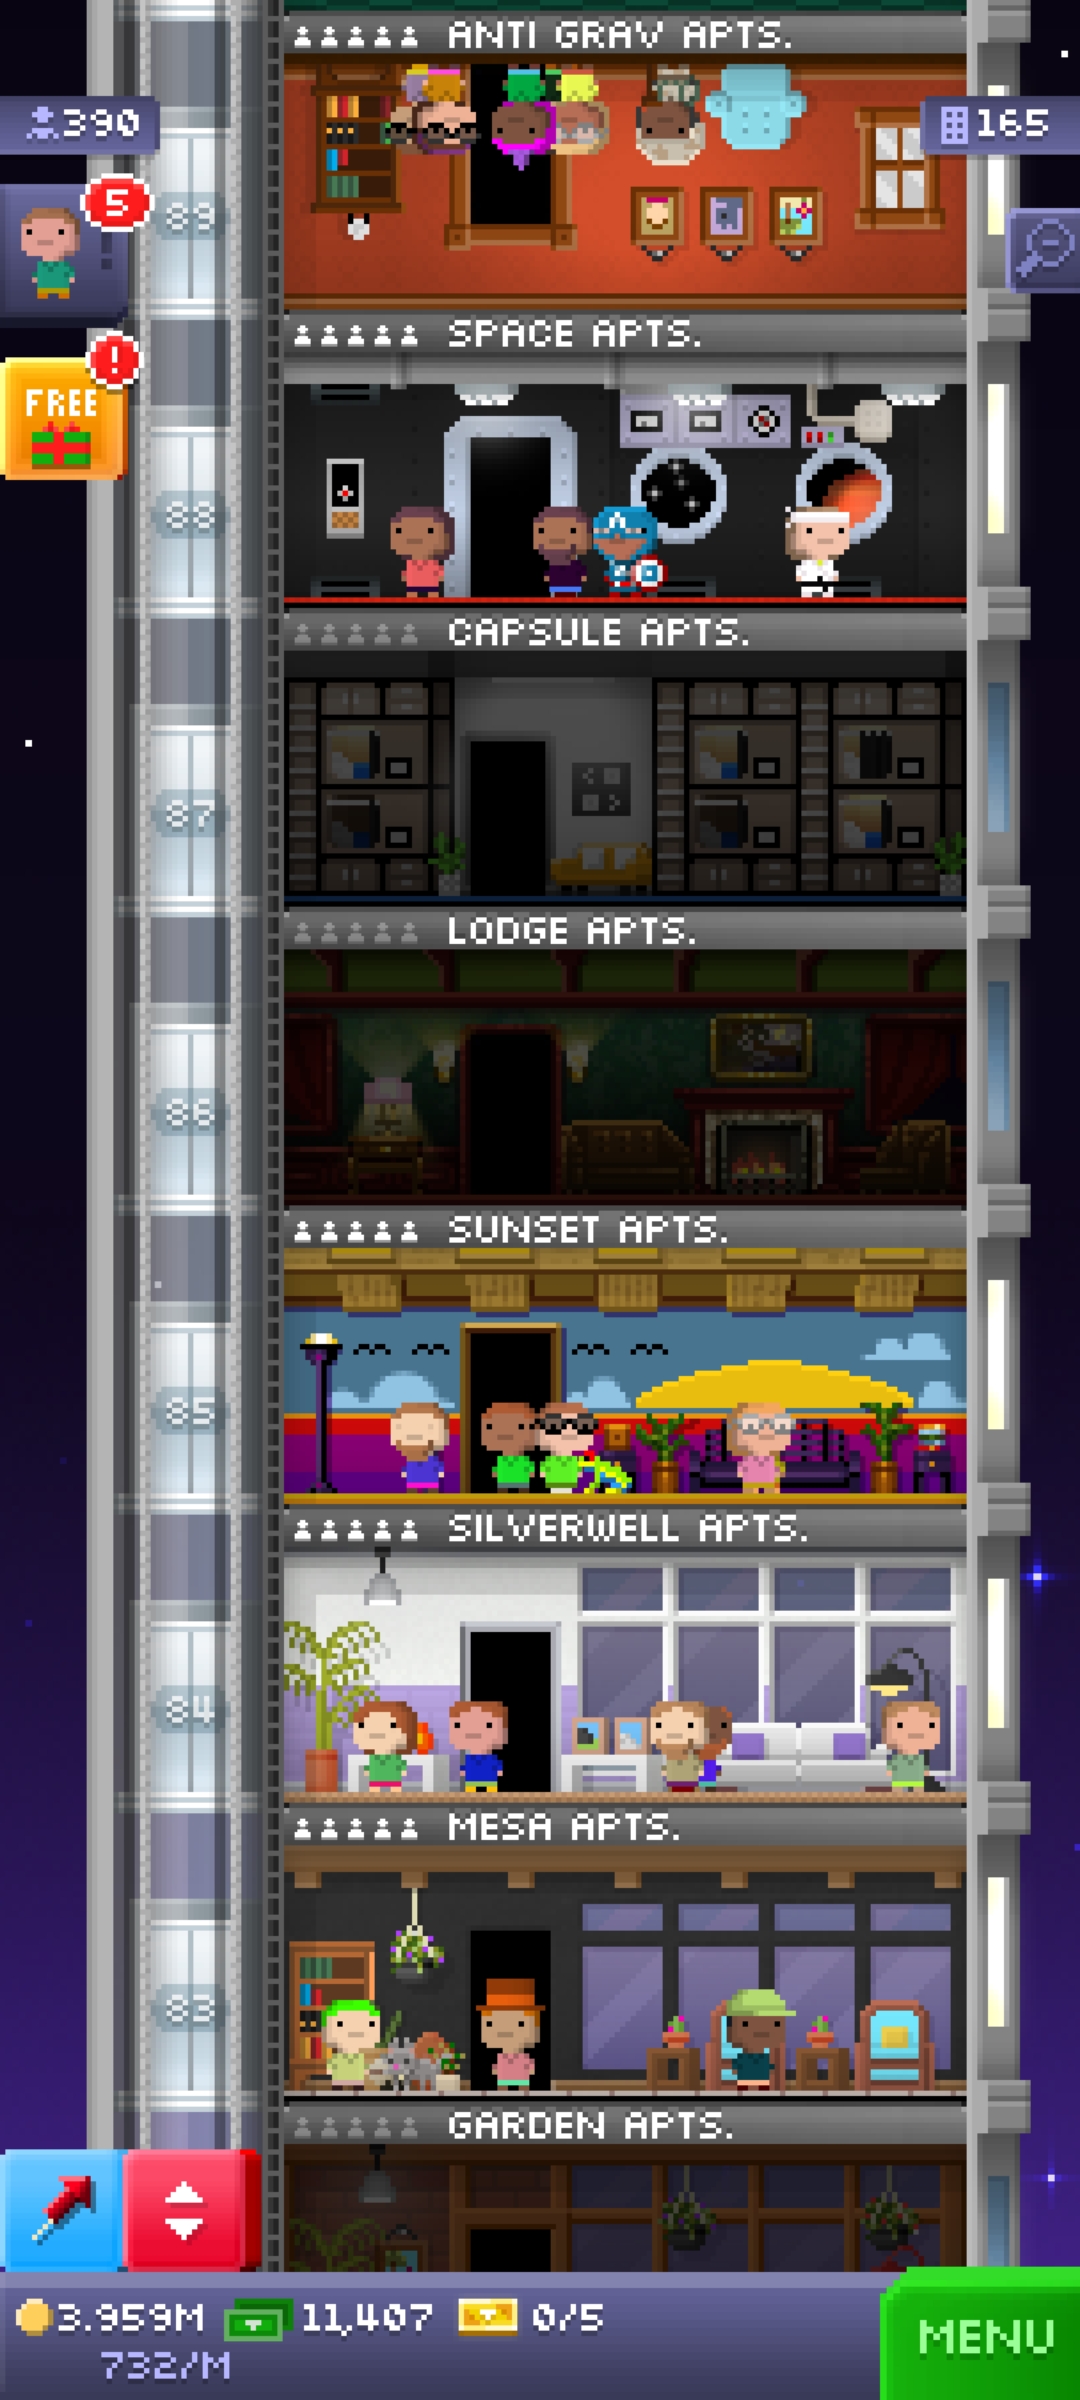 ANTI GRAV APTS.
390
165
5
89
SPACE APTS.
!
FREE
88
CAPSULE APTS.
87
LODGE APTS.
86
SUNSET APTS.
85
SILVERWELL APTS.
84
MESA APTS.
83
GARDEN APTS.
3.959M
11,407
0/5
MENU
732/M